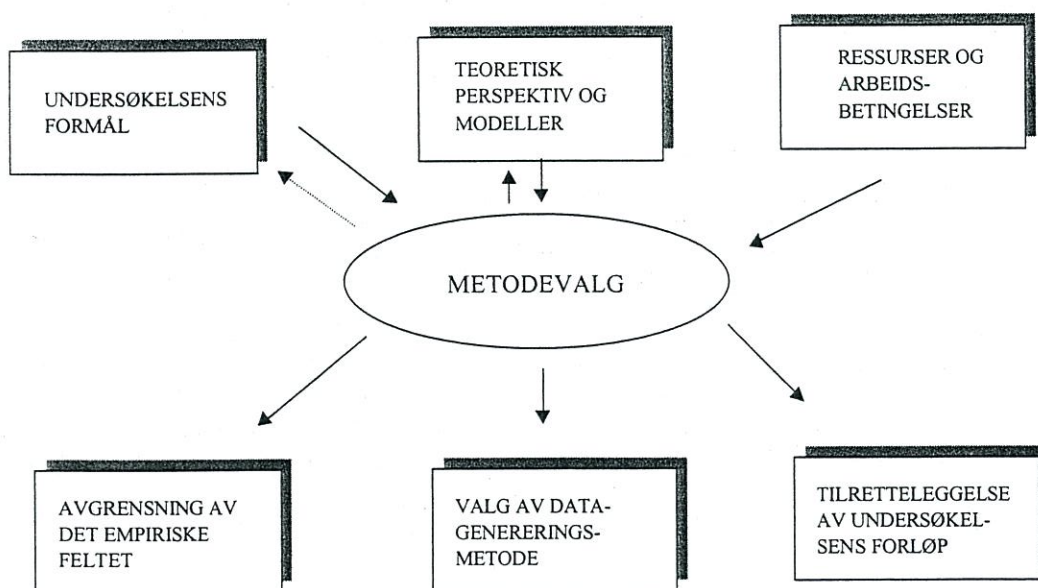 UNDERSØKELSENS
FORMÅL
TEORETISK
PERSPEKTIV OG
MODELLER
RESSURSER OG
ARBEIDS-
BETINGELSER
METODEVALG
AVGRENSNING AV
DET EMPIRISKE
FELTET
VALG AV DATA-
GENERERINGS-
METODE
TILRETTELEGGELSE
AV UNDERSØKEL-
SENS FORLØP